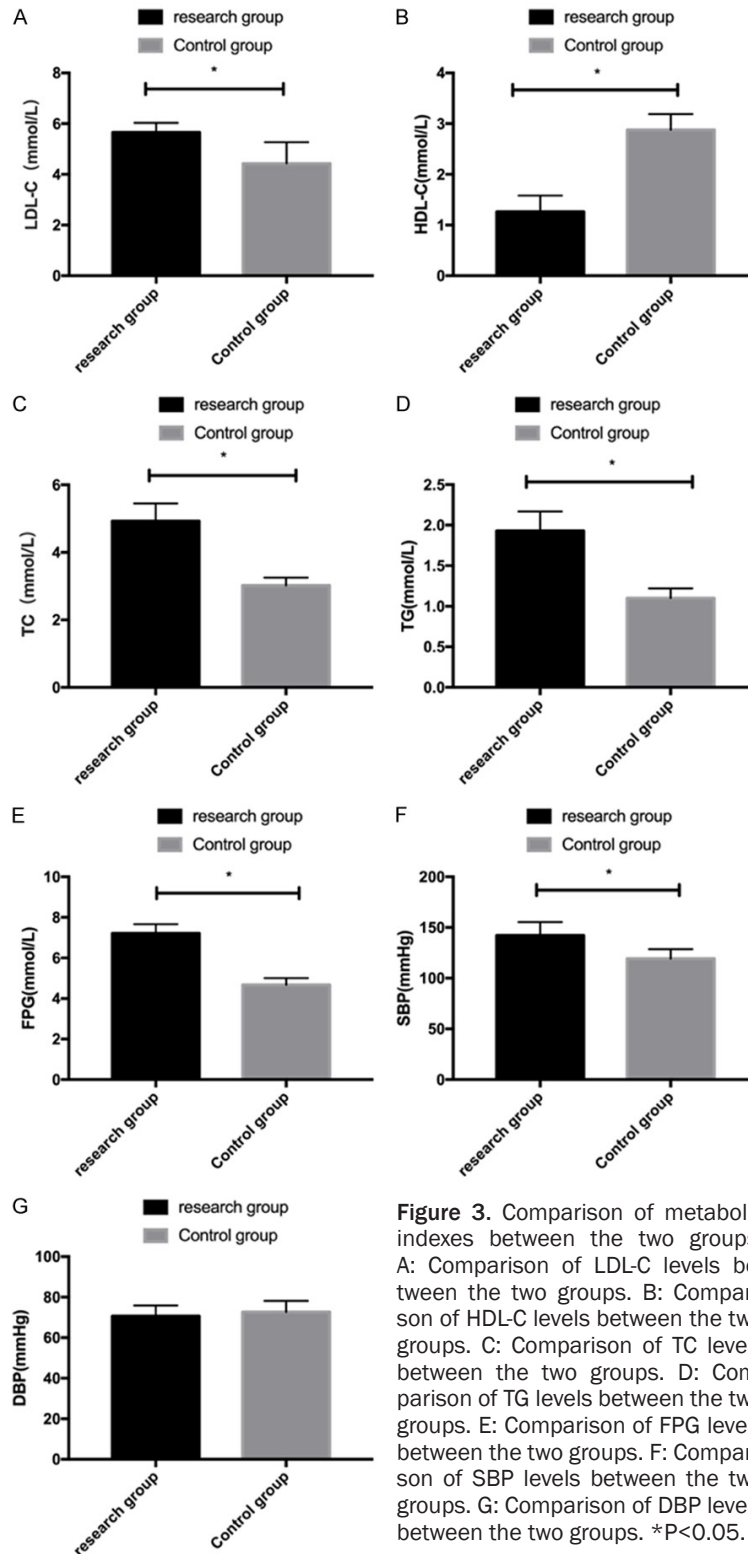 A
research group
Control group
*
LDL-C (mmol/L)
8
6
4
2
0
research group
Control group
B
research group
Control group
*
HDL-C(mmol/L)
4
3
2
1
0
research group
Control group
C
research group
Control group
*
TC (mmol/L)
6
4
2
0
research group
Control group
D
research group
Control group
*
TG(mmol/L)
2.5
2.0
1.5
1.0
0.5
0.0
research group
Control group
E
research group
Control group
*
FPG(mmol/L)
10
8
6
4
2
0
research group
Control group
F
research group
Control group
*
SBP(mmHg)
200
150
100
50
0
research group
Control group
G
research group
Control group
DBP(mmHg)
100
80
60
40
20
0
research group
Control group
Figure 3. Comparison of metabol
indexes between the two groups
A: Comparison of LDL-C levels be
tween the two groups. B: Compar
son of HDL-C levels between the tw
groups. C: Comparison of TC level
between the two groups. D: Com
parison of TG levels between the tw
groups. E: Comparison of FPG level
between the two groups. F: Compar
son of SBP levels between the tw
groups. G: Comparison of DBP level
between the two groups. *P<0.05.